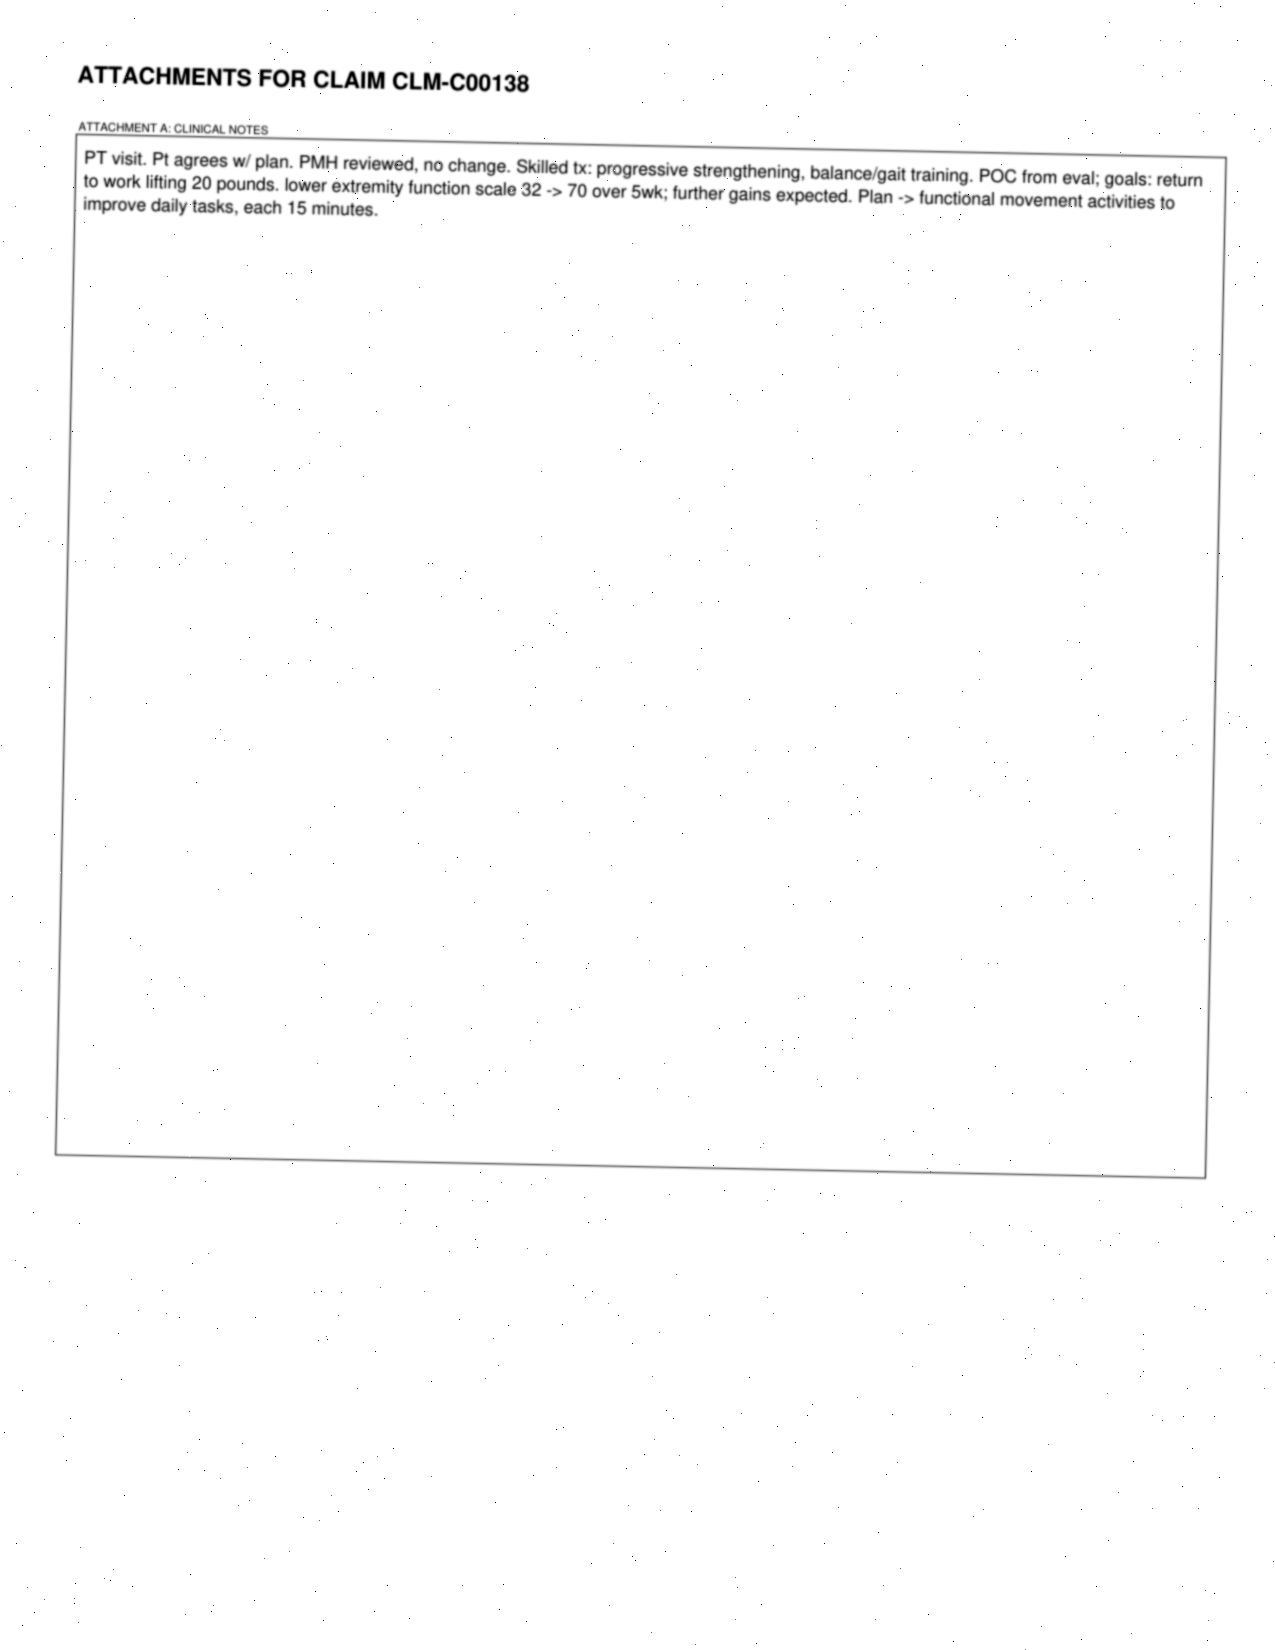 ATTACHMENTS FOR CLAIM CLM-C00138
ATTACHMENT A: CLINICAL NOTES
PT visit. Pt agrees w/ plan. PMH reviewed, no change. Skilled tx: progressive strengthening, balance/gait training. POC from eval; goals: return
to work lifting 20 pounds. lower extremity function scale 32 -> 70 over 5wk; further gains expected. Plan -> functional movement activities to
improve daily tasks, each 15 minutes.